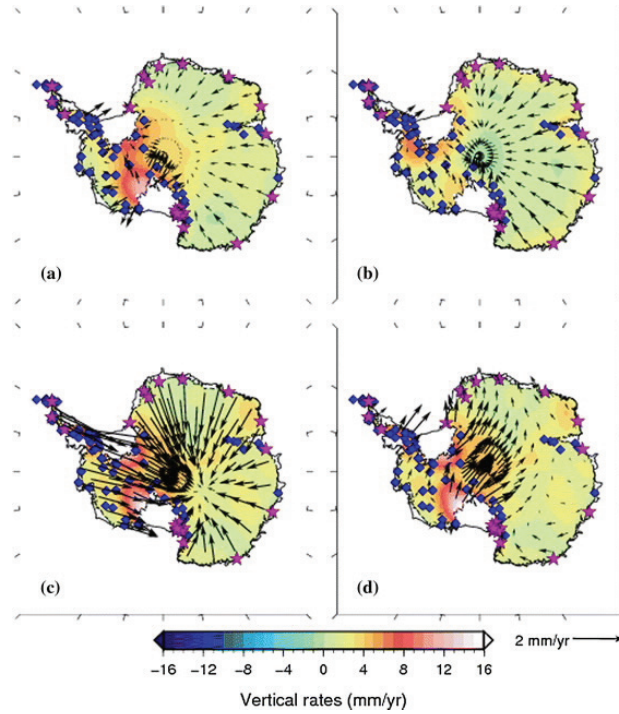 (a)
(b)
(c)
(d)
2 mm/yr
−16 −12 −8 −4 0 4 8 12 16
Vertical rates (mm/yr)